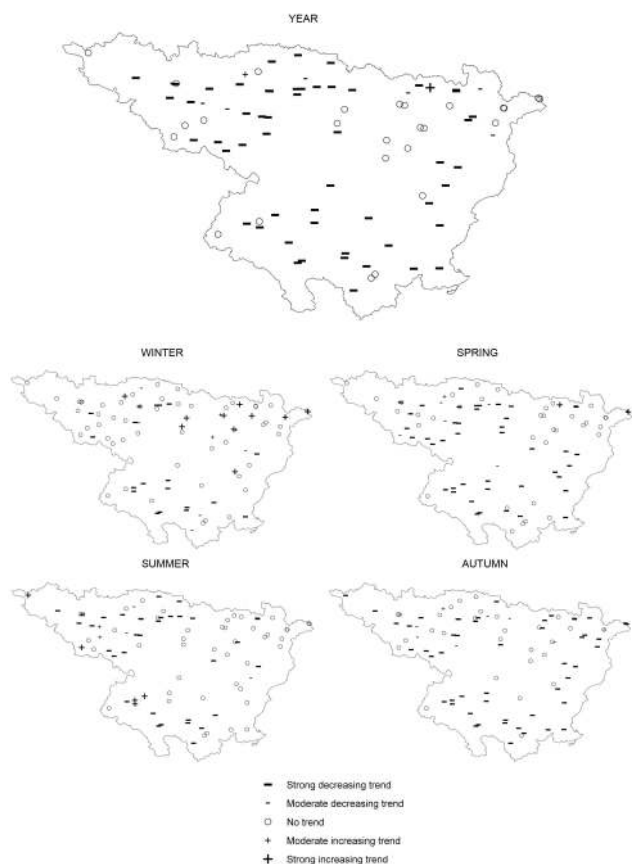 YEAR
WINTER
SPRING
SUMMER
AUTUMN
Strong decreasing trend
Moderate decreasing trend
No trend
Moderate increasing trend
Strong increasing trend